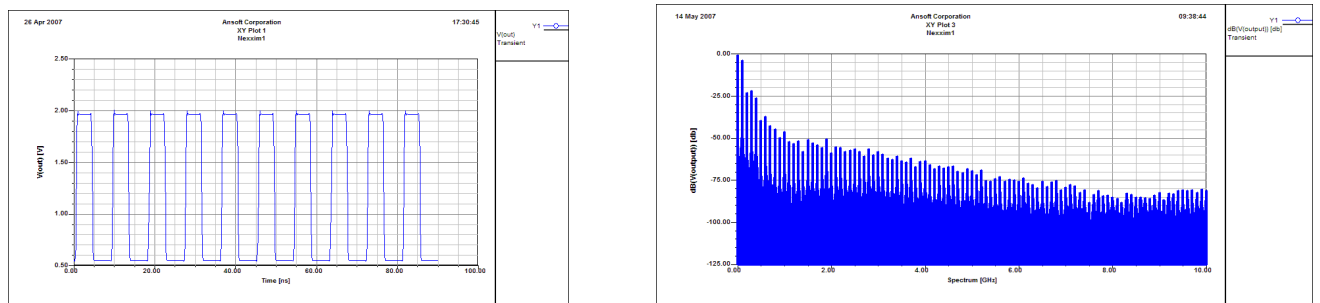 26 Apr 2007
Ansoft Corporation
17:30:45
XY Plot 1
Nexxim1
Y1
V(out)
Transient
2.50
2.00
1.50
1.00
0.50
V(out) [V]
0.00
20.00
40.00
60.00
80.00
100.00
Time [ns]
14 May 2007
Ansoft Corporation
09:38:44
XY Plot 3
Nexxim1
Y1
dB(V(output)) [db]
Transient
0.00
-25.00
-50.00
-75.00
-100.00
-125.00
dB(V(output)) [db]
0.00
2.00
4.00
6.00
8.00
10.00
Spectrum [GHz]